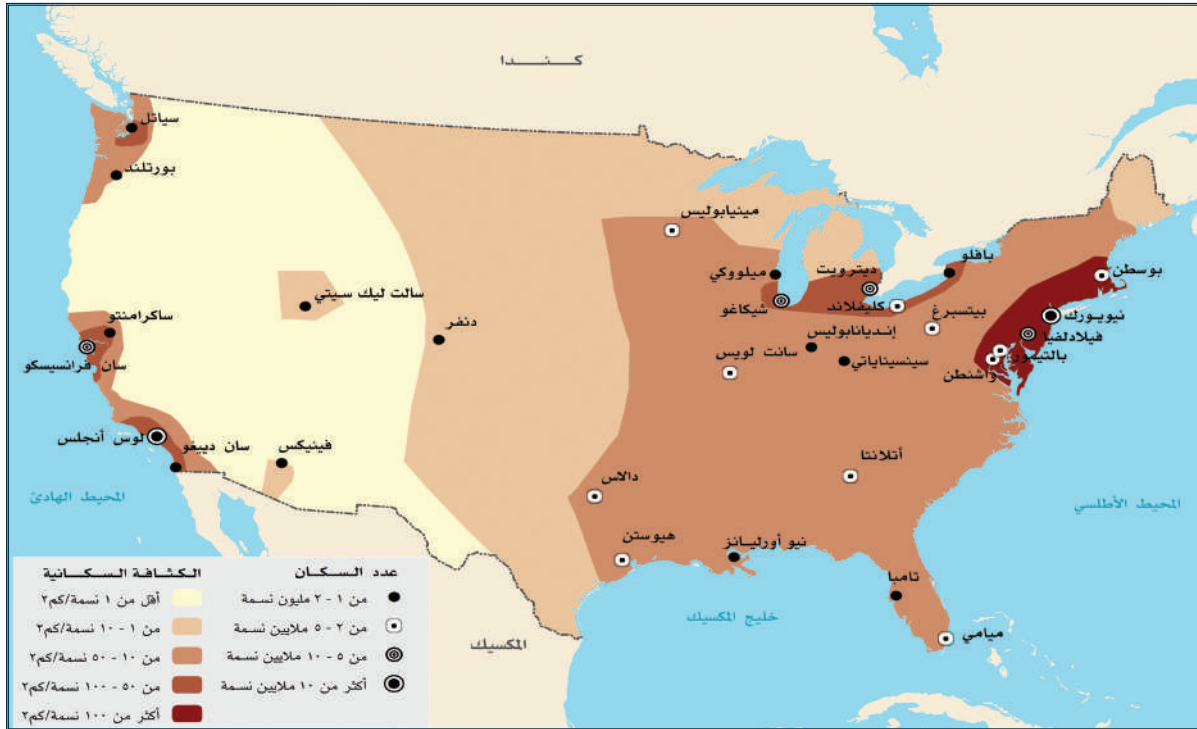 كـنــدا
سياتل
بورتلند
مينيابوليس
ميلووكي
ديترويت
بافلو
بوسطن
سالت ليك سيتي
شيكاغو
كليفلاند
نيويورك
ساكرامنتو
دنفر
إنديانابوليس
بيتسبرغ
فيلادلفيا
سان فرانسيسكو
سانت لويس
سينسيناياتي
بالتيمور
واشنطن
لوس أنجلس
سان دييغو
فينيكس
دالاس
أتلانتا
المحيط الهادئ
المحيط الأطلسي
هيوستن
نيو أورليانز
تامبا
خليج المكسيك
المكسيك
ميامي
عدد السـكان
من ١ - ٢ مليون نسمة
من ٢ - ٥ ملايين نسمة
من ٥ - ١٠ ملايين نسمة
أكثر من ١٠ ملايين نسمة
الكـثـافـة السـكـانـيـة
أقل من ١ نسمة/كم٢
من ١ - ١٠ نسمة/كم٢
من ١٠ - ٥٠ نسمة/كم٢
من ٥٠ - ١٠٠ نسمة/كم٢
أكثر من ١٠٠ نسمة/كم٢